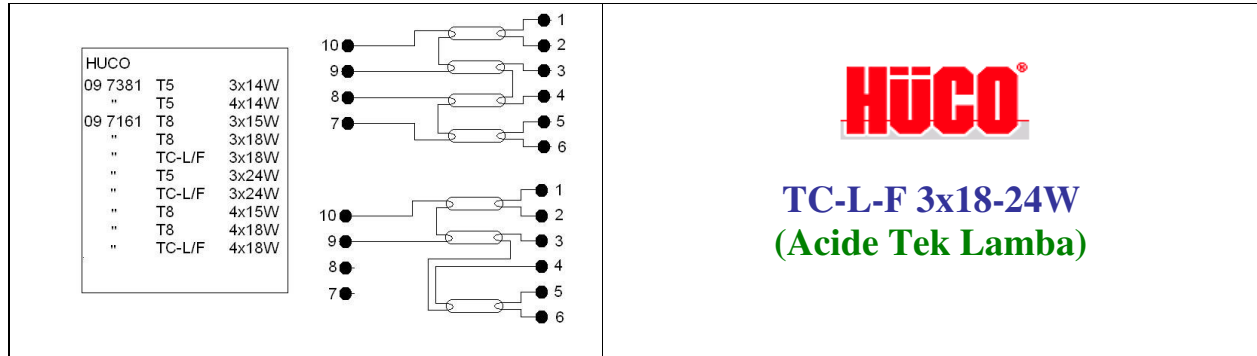 HUCO
09 7381 T5 3x14W
" T5 4x14W
09 7161 T8 3x15W
" T8 3x18W
" TC-L/F 3x18W
" T5 3x24W
" TC-L/F 3x24W
" T8 4x15W
" T8 4x18W
" TC-L/F 4x18W
1
10 2
9 3
8 4
7 5
6
1
10 2
9 3
8 4
7 5
6
HüCO®
TC-L-F 3x18-24W
(Acide Tek Lamba)